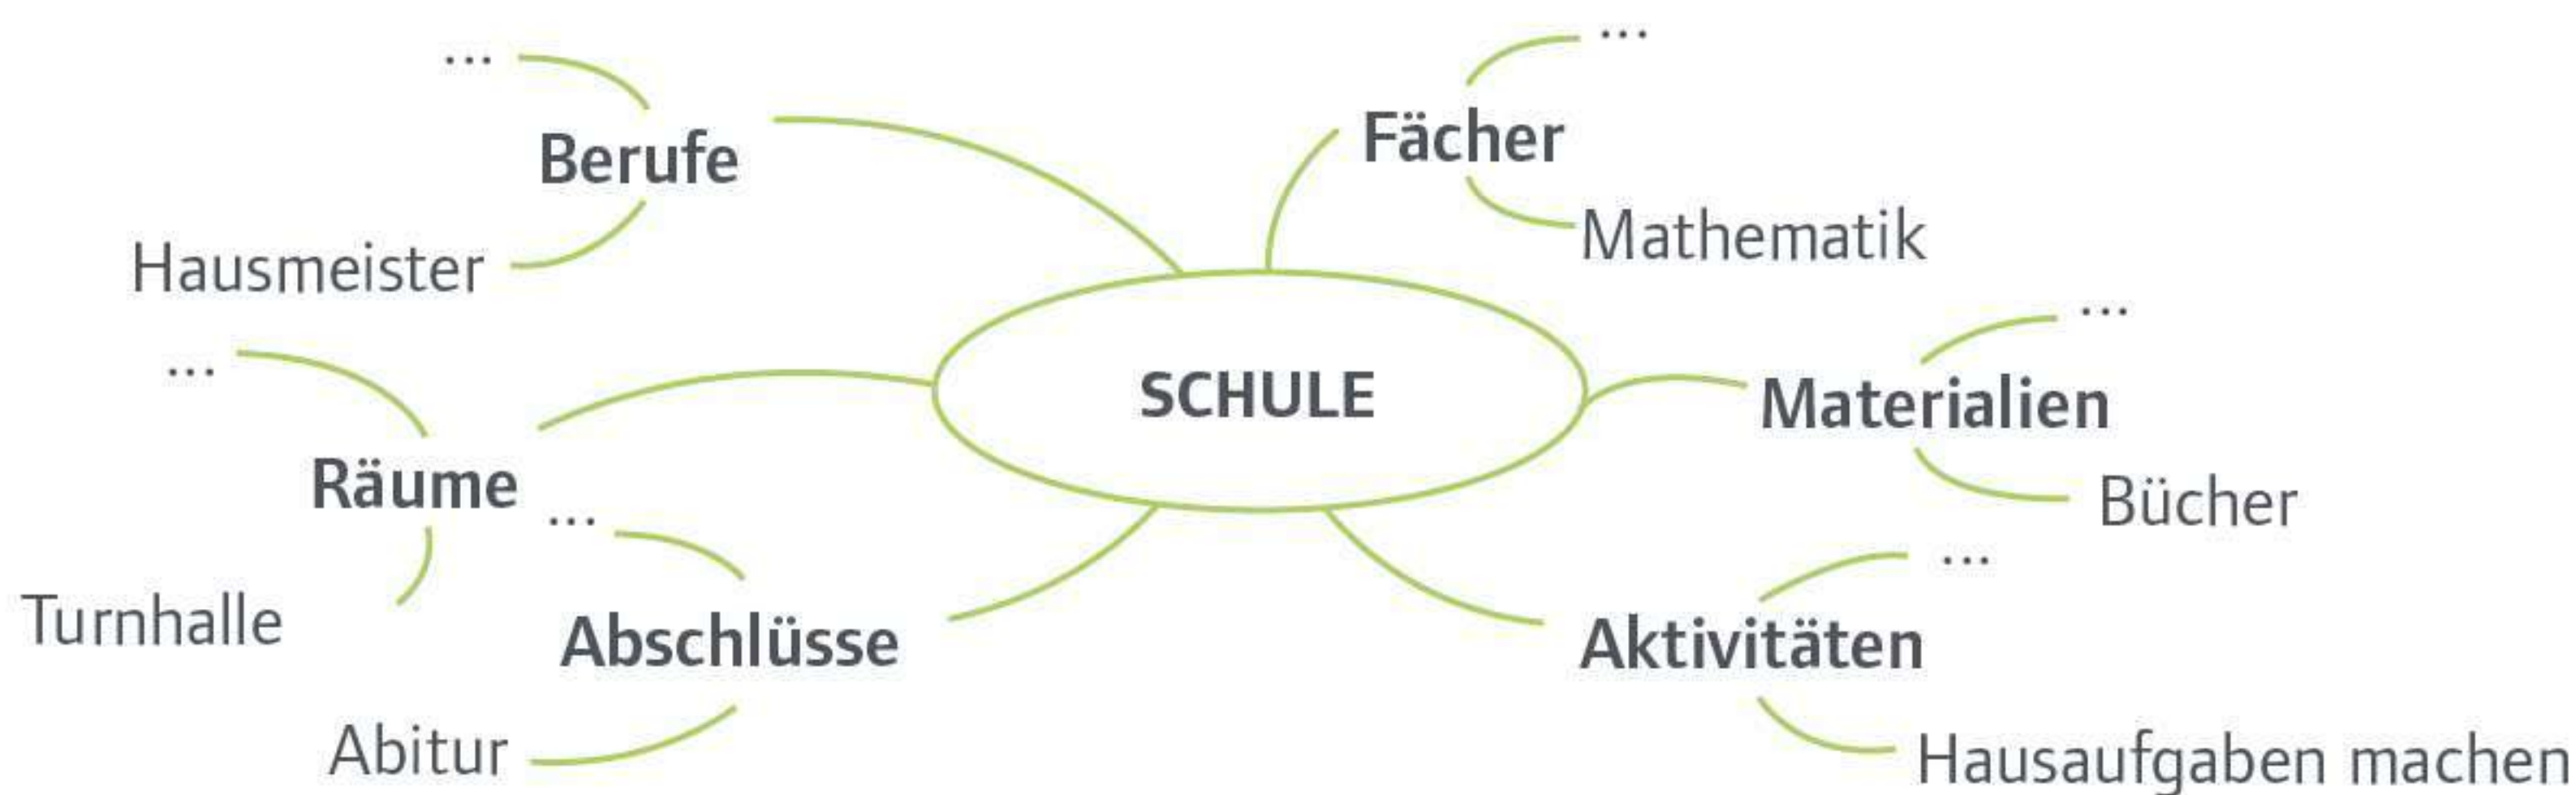 ...
Berufe
Hausmeister
...
Fächer
Mathematik
SCHULE
...
Räume
Turnhalle
...
Materialien
Bücher
...
Abschlüsse
Abitur
...
Aktivitäten
Hausaufgaben machen